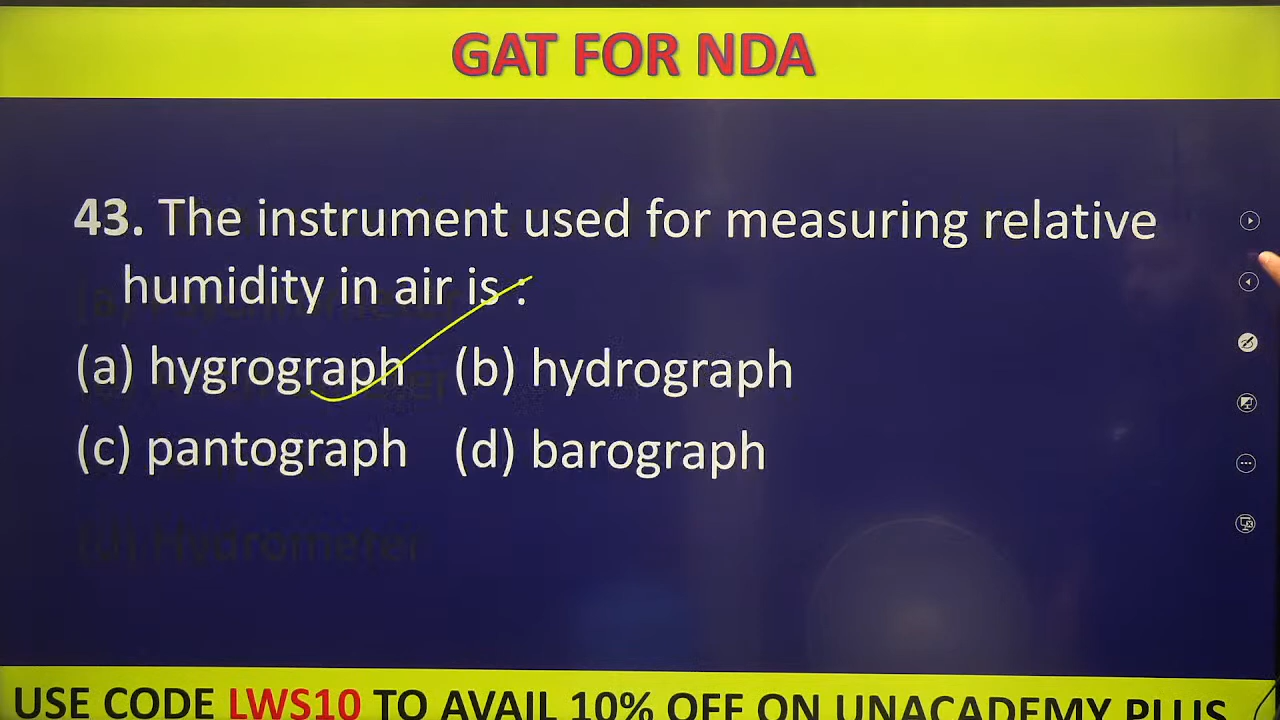 GAT FOR NDA
43. The instrument used for measuring relative
humidity in air is :
(a) hygrograph (b) hydrograph
(c) pantograph (d) barograph
(d) Hydrometer
USE CODE LWS10 TO AVAIL 10% OFF ON UNACADEMY PLUS